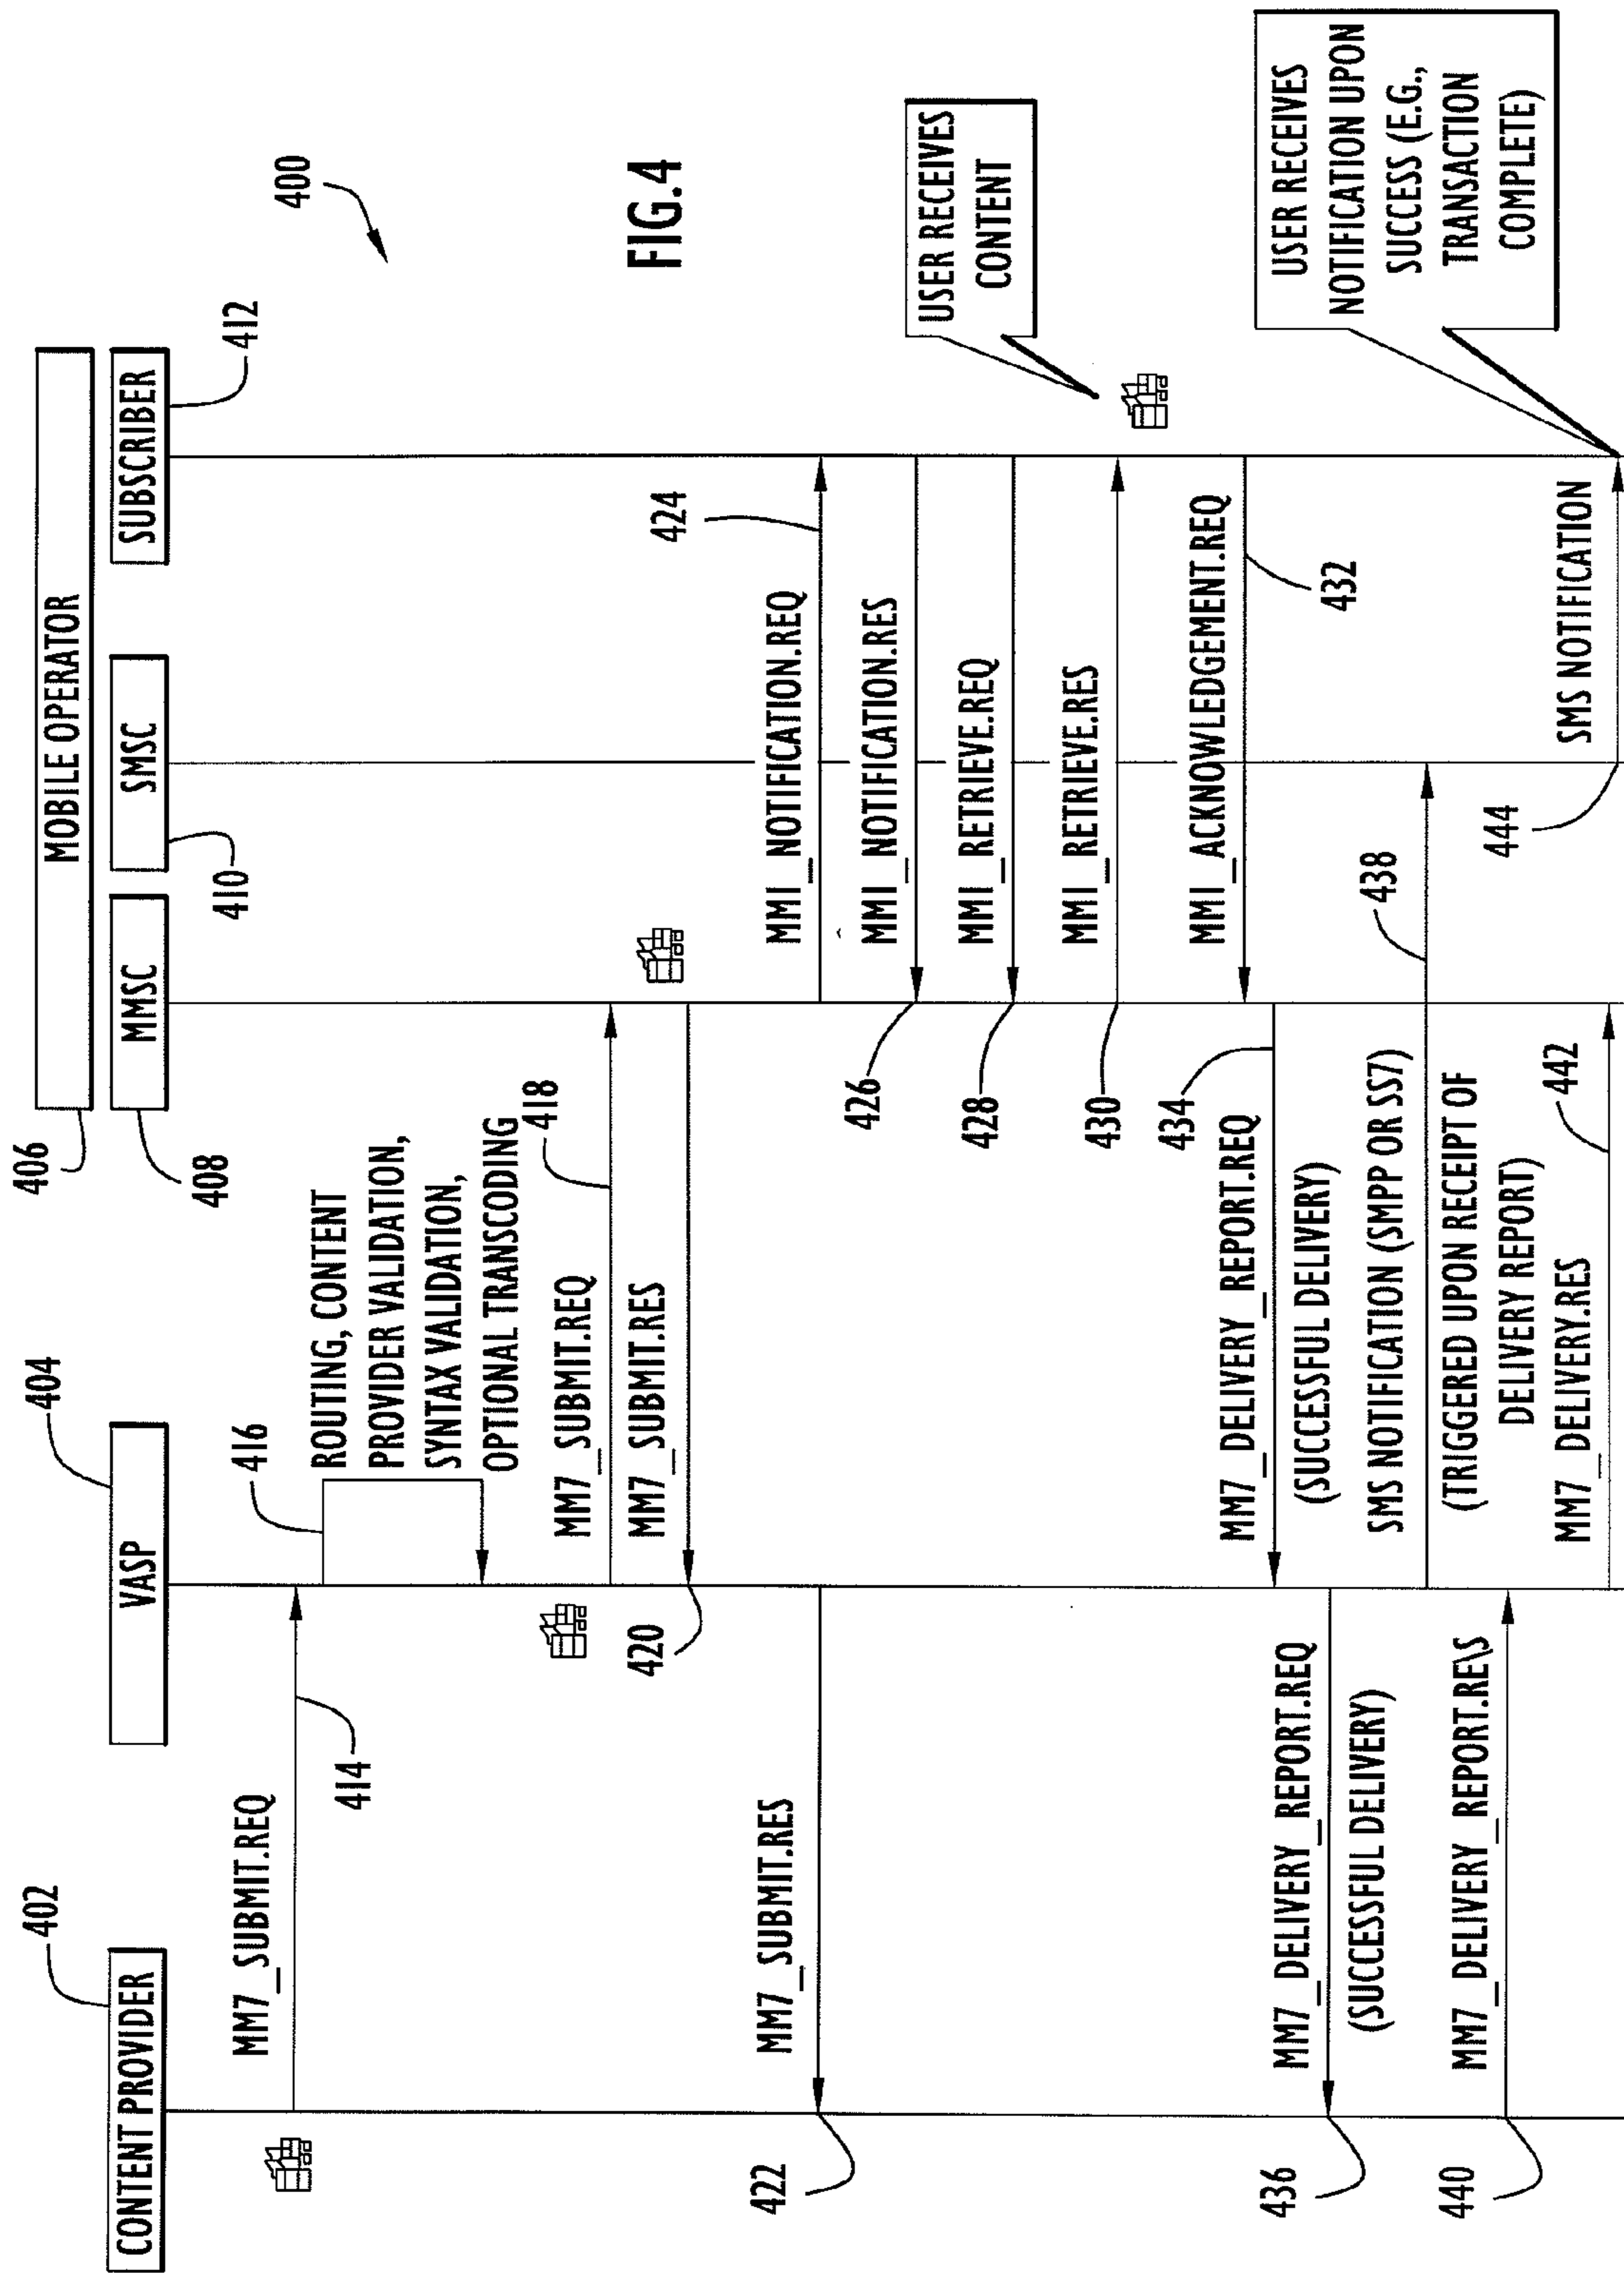 400
FIG.4
MOBILE OPERATOR
406
CONTENT PROVIDER
402
VASP
404
MMSC
408
SMSC
410
SUBSCRIBER
412
MM7_SUBMIT.REQ
414
416
ROUTING, CONTENT
PROVIDER VALIDATION,
SYNTAX VALIDATION,
OPTIONAL TRANSCODING
MM7_SUBMIT.REQ
418
MM7_SUBMIT.RES
420
MM7_SUBMIT.RES
422
MMI_NOTIFICATION.REQ
424
MMI_NOTIFICATION.RES
426
MMI_RETRIEVE.REQ
428
MMI_RETRIEVE.RES
430
USER RECEIVES
CONTENT
MMI_ACKNOWLEDGEMENT.REQ
432
MM7_DELIVERY_REPORT.REQ
(SUCCESSFUL DELIVERY)
434
MM7_DELIVERY_REPORT.REQ
(SUCCESSFUL DELIVERY)
436
SMS NOTIFICATION (SMPP OR SS7)
(TRIGGERED UPON RECEIPT OF
DELIVERY REPORT)
438
MM7_DELIVERY_REPORT.RE\S
440
MM7_DELIVERY.RES
442
SMS NOTIFICATION
444
USER RECEIVES
NOTIFICATION UPON
SUCCESS (E.G.,
TRANSACTION
COMPLETE)